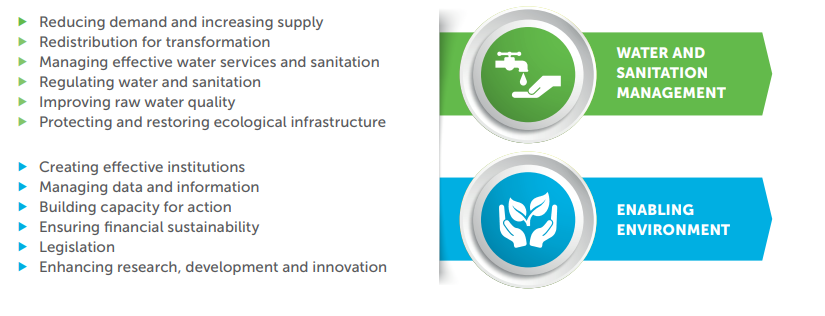 Reducing demand and increasing supply
Redistribution for transformation
Managing effective water services and sanitation
Regulating water and sanitation
Improving raw water quality
Protecting and restoring ecological infrastructure
WATER AND
SANITATION
MANAGEMENT
Creating effective institutions
Managing data and information
Building capacity for action
Ensuring financial sustainability
Legislation
Enhancing research, development and innovation
ENABLING
ENVIRONMENT